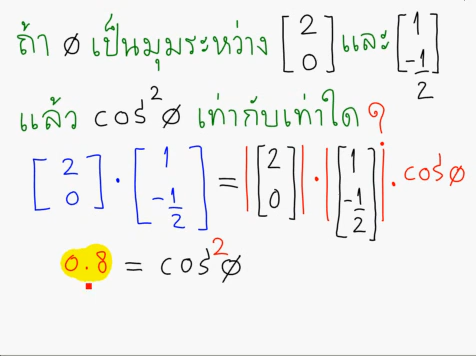 ถ้า ∅ เป็นมุมระหว่าง [2 0] และ [1 -1/2]
แล้ว cos²∅ เท่ากับเท่าใด ?
[2 0] · [1 -1/2] = |[2 0]| · |[1 -1/2]| · cos∅
0.8 = cos²∅